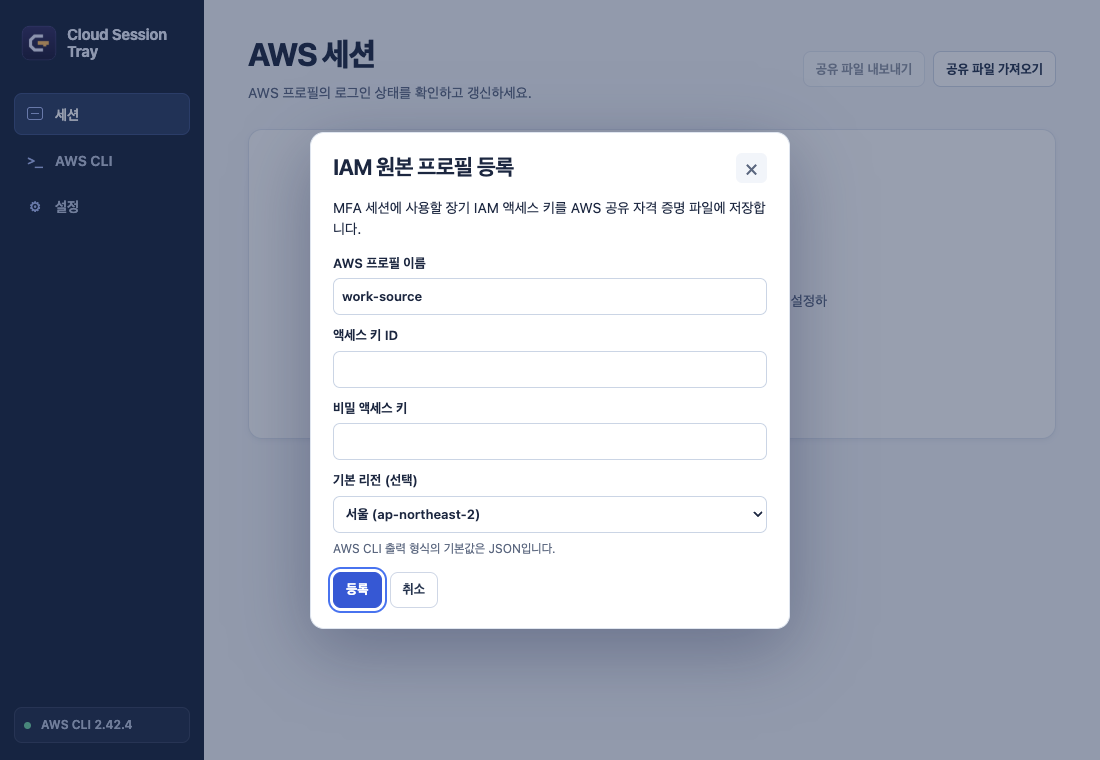 Cloud Session
Tray
세션
>_ AWS CLI
설정
AWS CLI 2.42.4
AWS 세션
AWS 프로필의 로그인 상태를 확인하고 갱신하세요.
공유 파일 내보내기
공유 파일 가져오기
설정하
IAM 원본 프로필 등록
MFA 세션에 사용할 장기 IAM 액세스 키를 AWS 공유 자격 증명 파일에 저장합
니다.
AWS 프로필 이름
work-source
액세스 키 ID
비밀 액세스 키
기본 리전 (선택)
서울 (ap-northeast-2)
AWS CLI 출력 형식의 기본값은 JSON입니다.
등록
취소